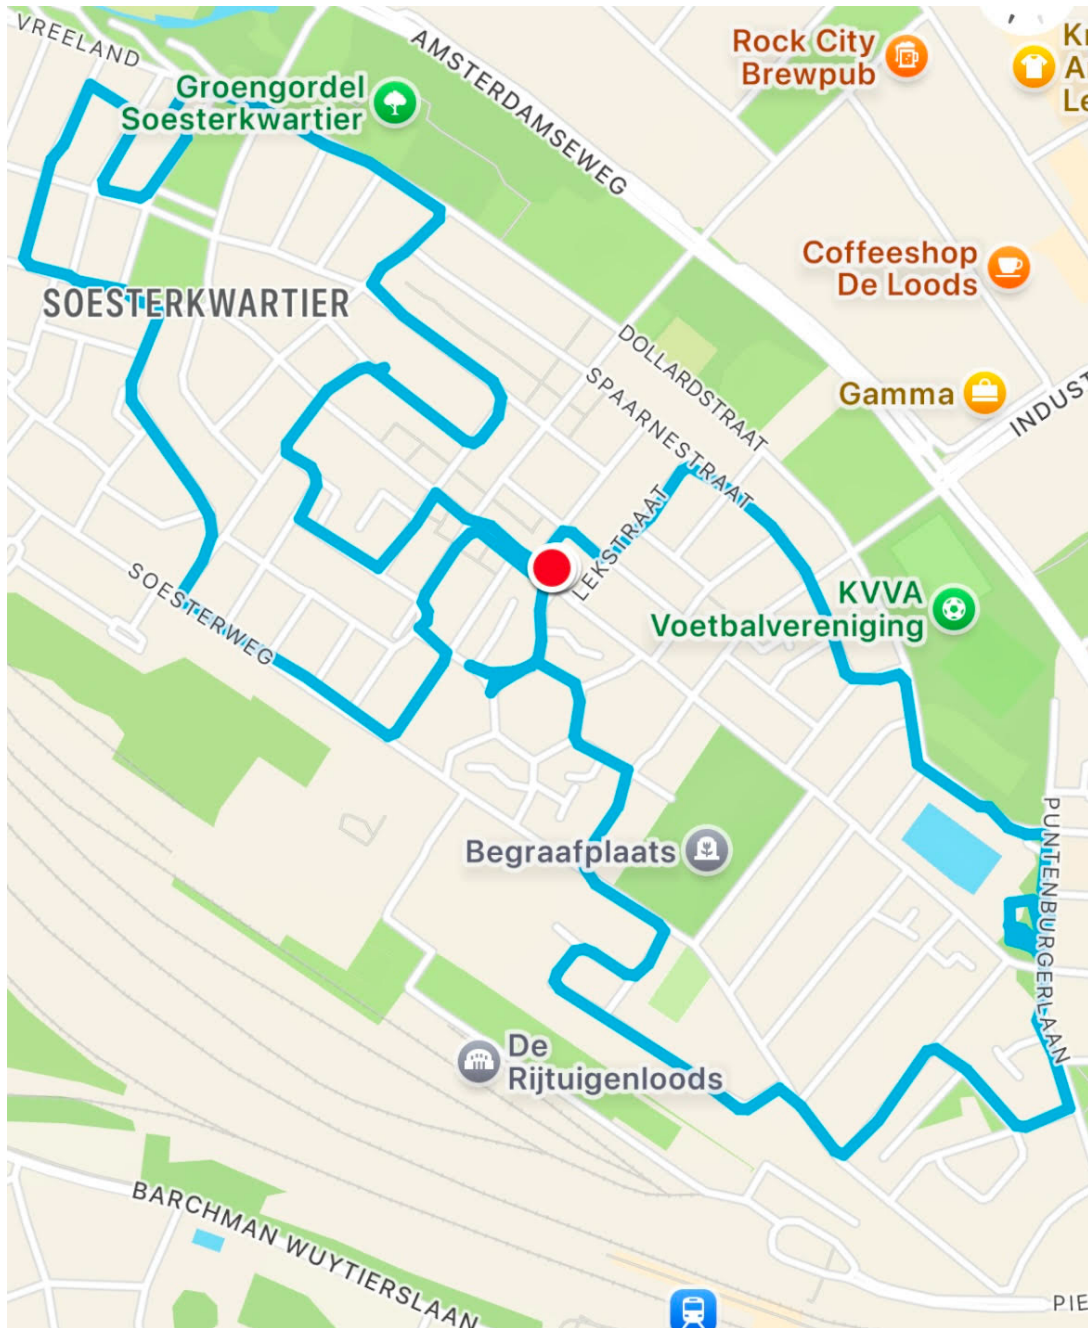 VREELAND
AMSTERDAMSEWEG
Rock City
Brewpub
Groengordel
Soesterkwartier
Coffeeshop
De Loods
SOESTERKWARTIER
DOLLARDSTRAAT
SPAARNESTRAAT
Gamma
LEKSTRAAT
SOESTERWEG
KVVA
Voetbalvereniging
Begraafplaats
PUNTENBURGERLAAN
De
Rijtuigenloods
BARCHMAN WUYTIERSLAAN